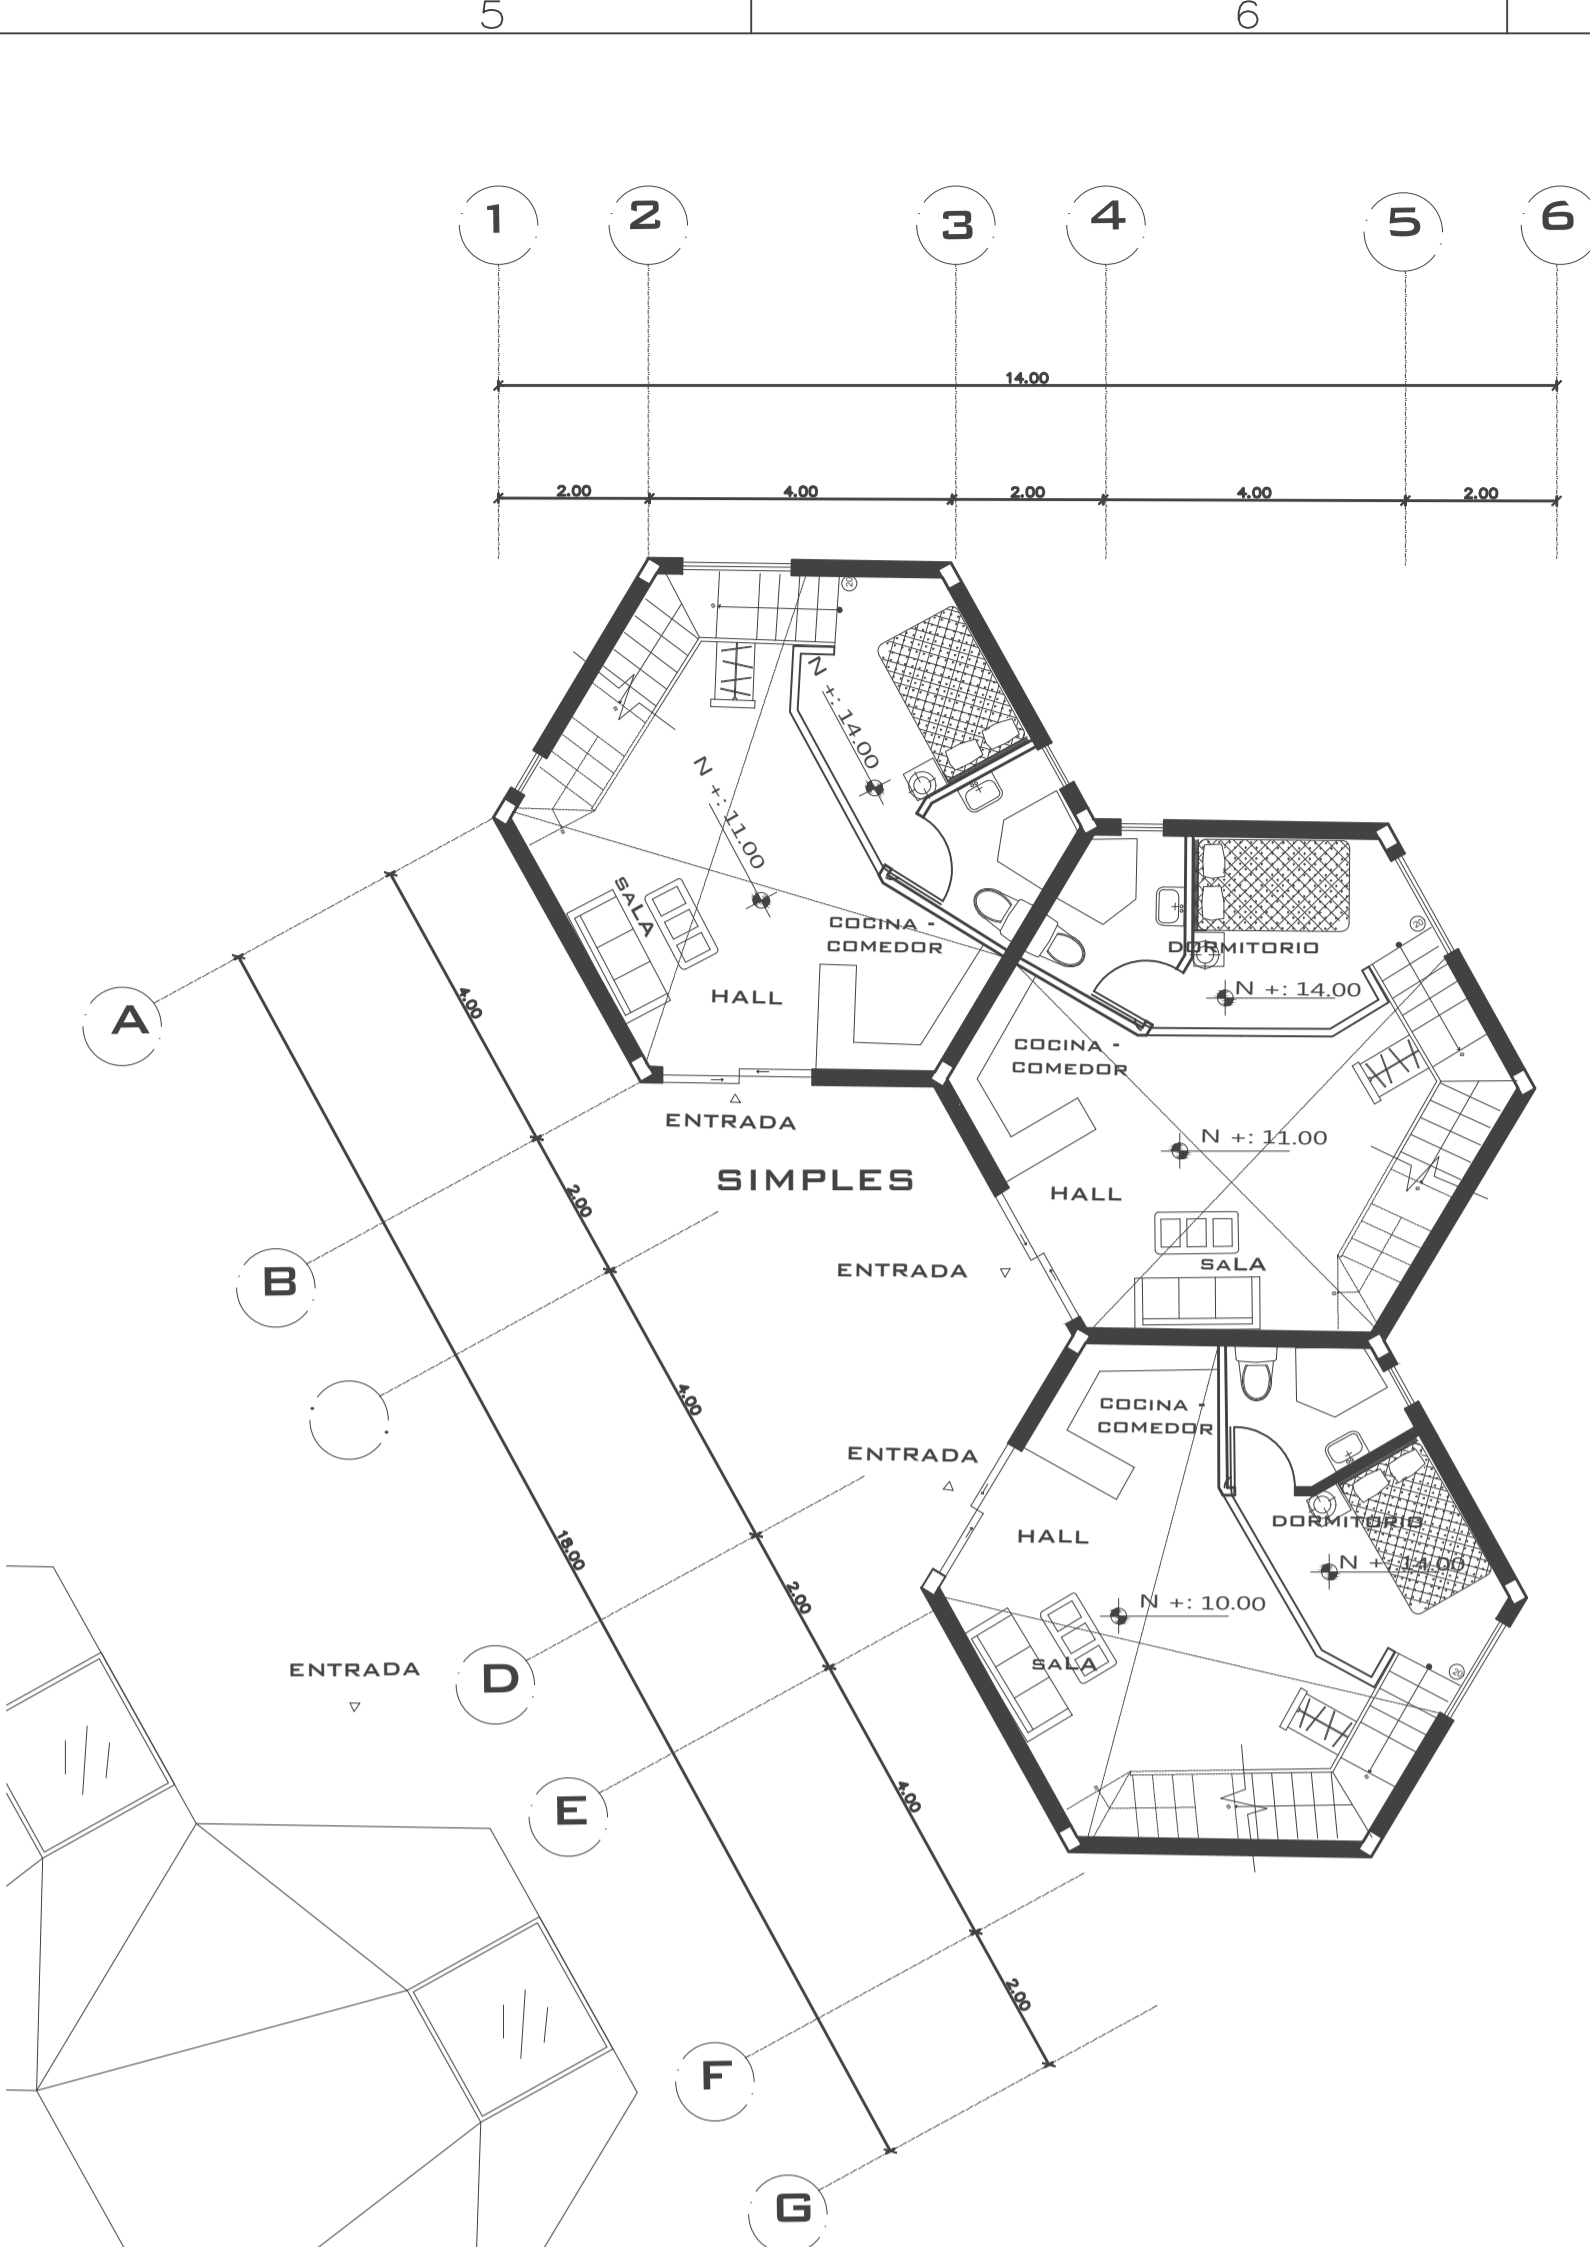 5 6
1 2 3 4 5 6
14.00
2.00 4.00 2.00 4.00 2.00
20
N +: 14.00
N +: 11.00
SALA
COCINA -
COMEDOR
HALL
ENTRADA
SIMPLES
DORMITORIO
N +: 14.00
20
COCINA -
COMEDOR
N +: 11.00
HALL
SALA
ENTRADA
COCINA -
COMEDOR
ENTRADA
HALL
DORMITORIO
N +: 14.00
N +: 10.00
SALA
20
A
B
D
E
F
G
4.00
2.00
4.00
2.00
4.00
2.00
18.00
ENTRADA